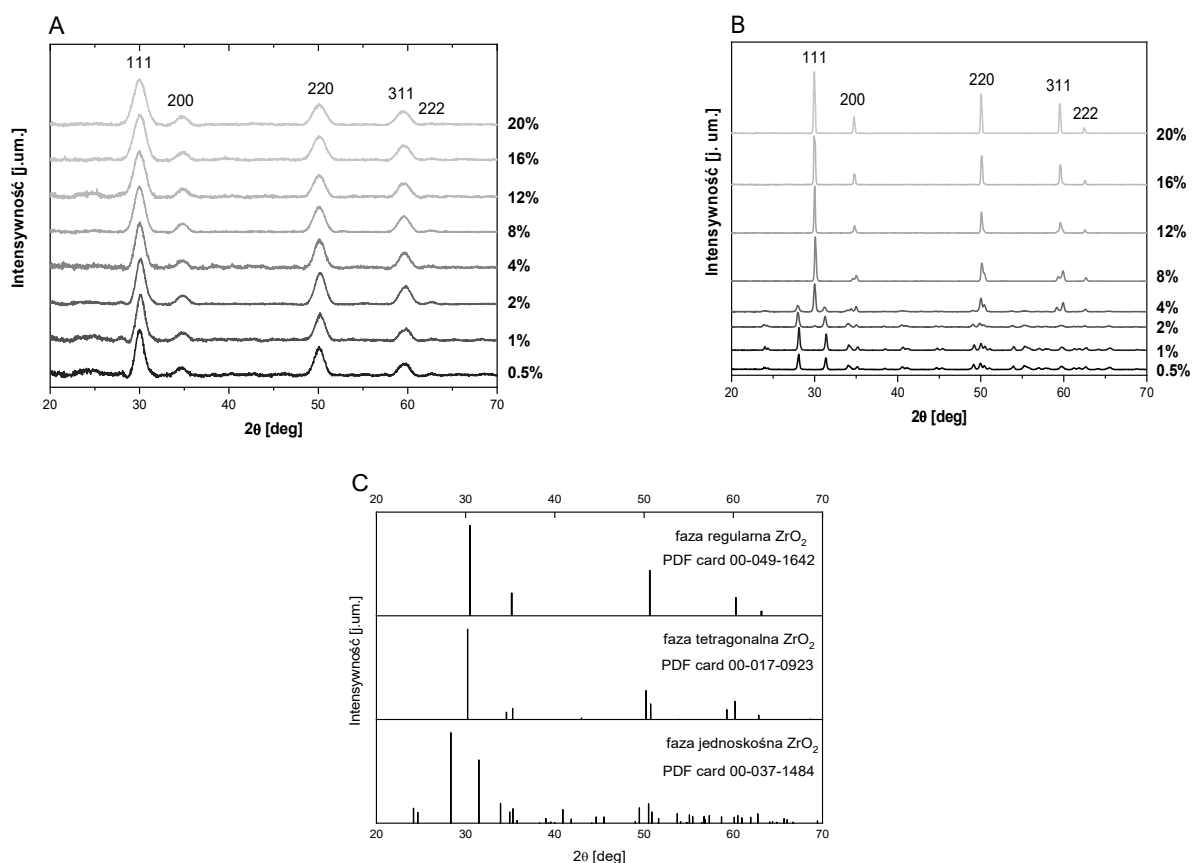 A
111
200
220
311
222
20%
16%
12%
8%
4%
2%
1%
0.5%
Intensywność [j.um.]
20 30 40 50 60 70
2θ [deg]
B
111
200
220
311
222
20%
16%
12%
8%
4%
2%
1%
0.5%
Intensywność [j. um.]
20 30 40 50 60 70
2θ [deg]
C
20 30 40 50 60 70
faza regularna ZrO₂
PDF card 00-049-1642
faza tetragonalna ZrO₂
PDF card 00-017-0923
faza jednoskośna ZrO₂
PDF card 00-037-1484
Intensywność [j.um.]
20 30 40 50 60 70
2θ [deg]